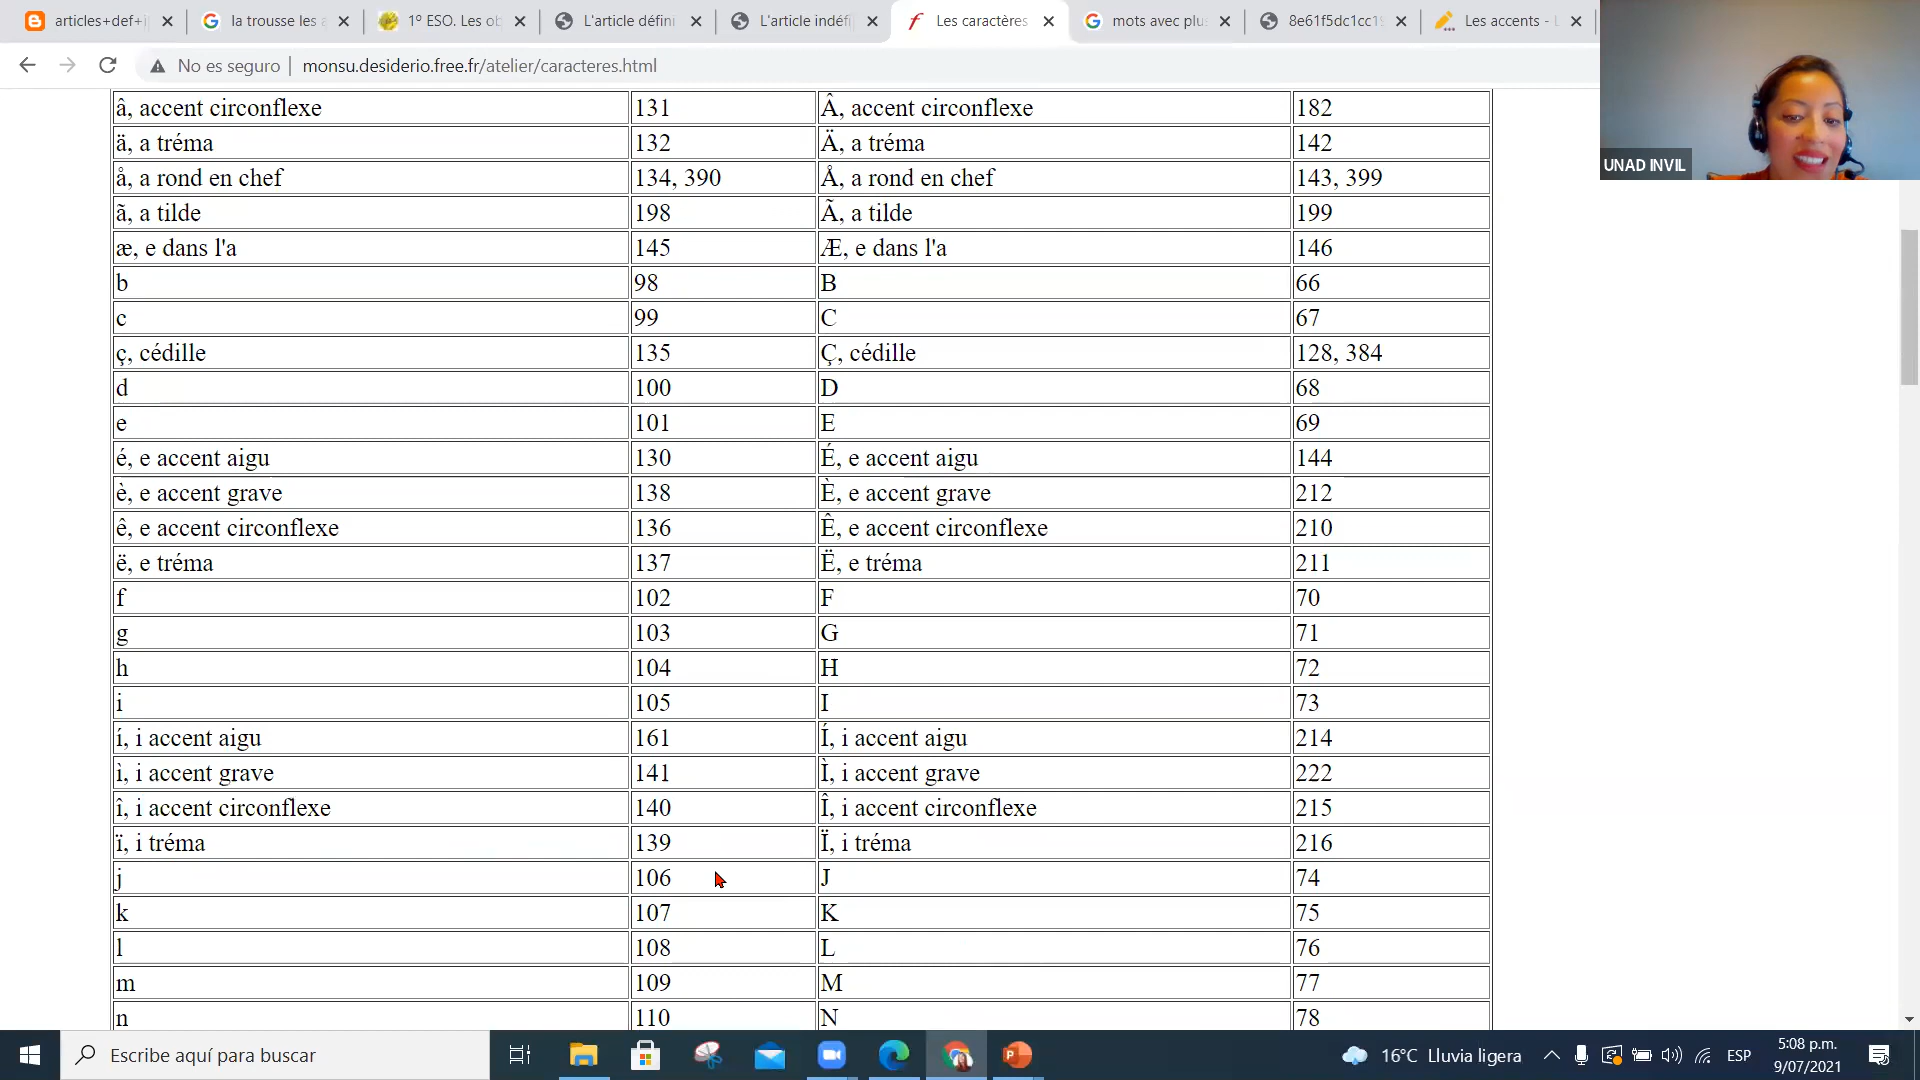 articles+def+i
la trousse les a
1º ESO. Les ob
L'article défini
L'article indéfi
Les caractères
mots avec plu
8e61f5dc1cc19
Les accents - L
No es seguro
monsu.desiderio.free.fr/atelier/caracteres.html
UNAD INVIL
â, accent circonflexe 131 Â, accent circonflexe 182
ä, a tréma 132 Ä, a tréma 142
å, a rond en chef 134, 390 Å, a rond en chef 143, 399
ã, a tilde 198 Ã, a tilde 199
æ, e dans l'a 145 Æ, e dans l'a 146
b 98 B 66
c 99 C 67
ç, cédille 135 Ç, cédille 128, 384
d 100 D 68
e 101 E 69
é, e accent aigu 130 É, e accent aigu 144
è, e accent grave 138 È, e accent grave 212
ê, e accent circonflexe 136 Ê, e accent circonflexe 210
ë, e tréma 137 Ë, e tréma 211
f 102 F 70
g 103 G 71
h 104 H 72
i 105 I 73
í, i accent aigu 161 Í, i accent aigu 214
ì, i accent grave 141 Ì, i accent grave 222
î, i accent circonflexe 140 Î, i accent circonflexe 215
ï, i tréma 139 Ï, i tréma 216
j 106 J 74
k 107 K 75
l 108 L 76
m 109 M 77
n 110 N 78
Escribe aquí para buscar
16°C Lluvia ligera
ESP
5:08 p.m.
9/07/2021